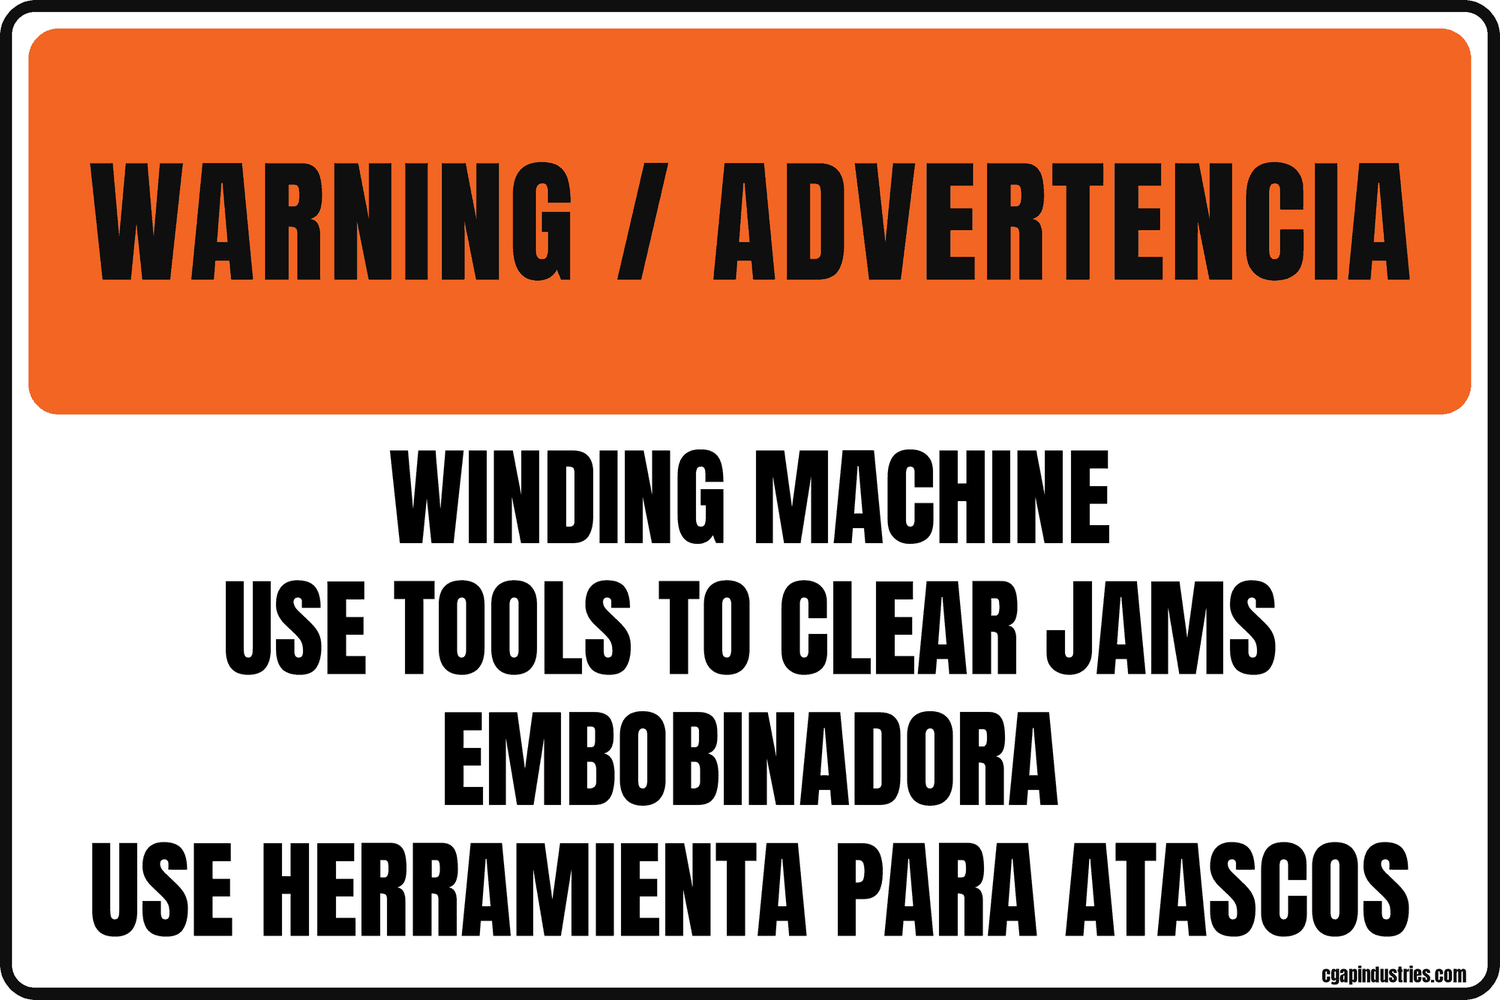 WARNING / ADVERTENCIA
WINDING MACHINE
USE TOOLS TO CLEAR JAMS
EMBOBINADORA
USE HERRAMIENTA PARA ATASCOS
cgapindustries.com